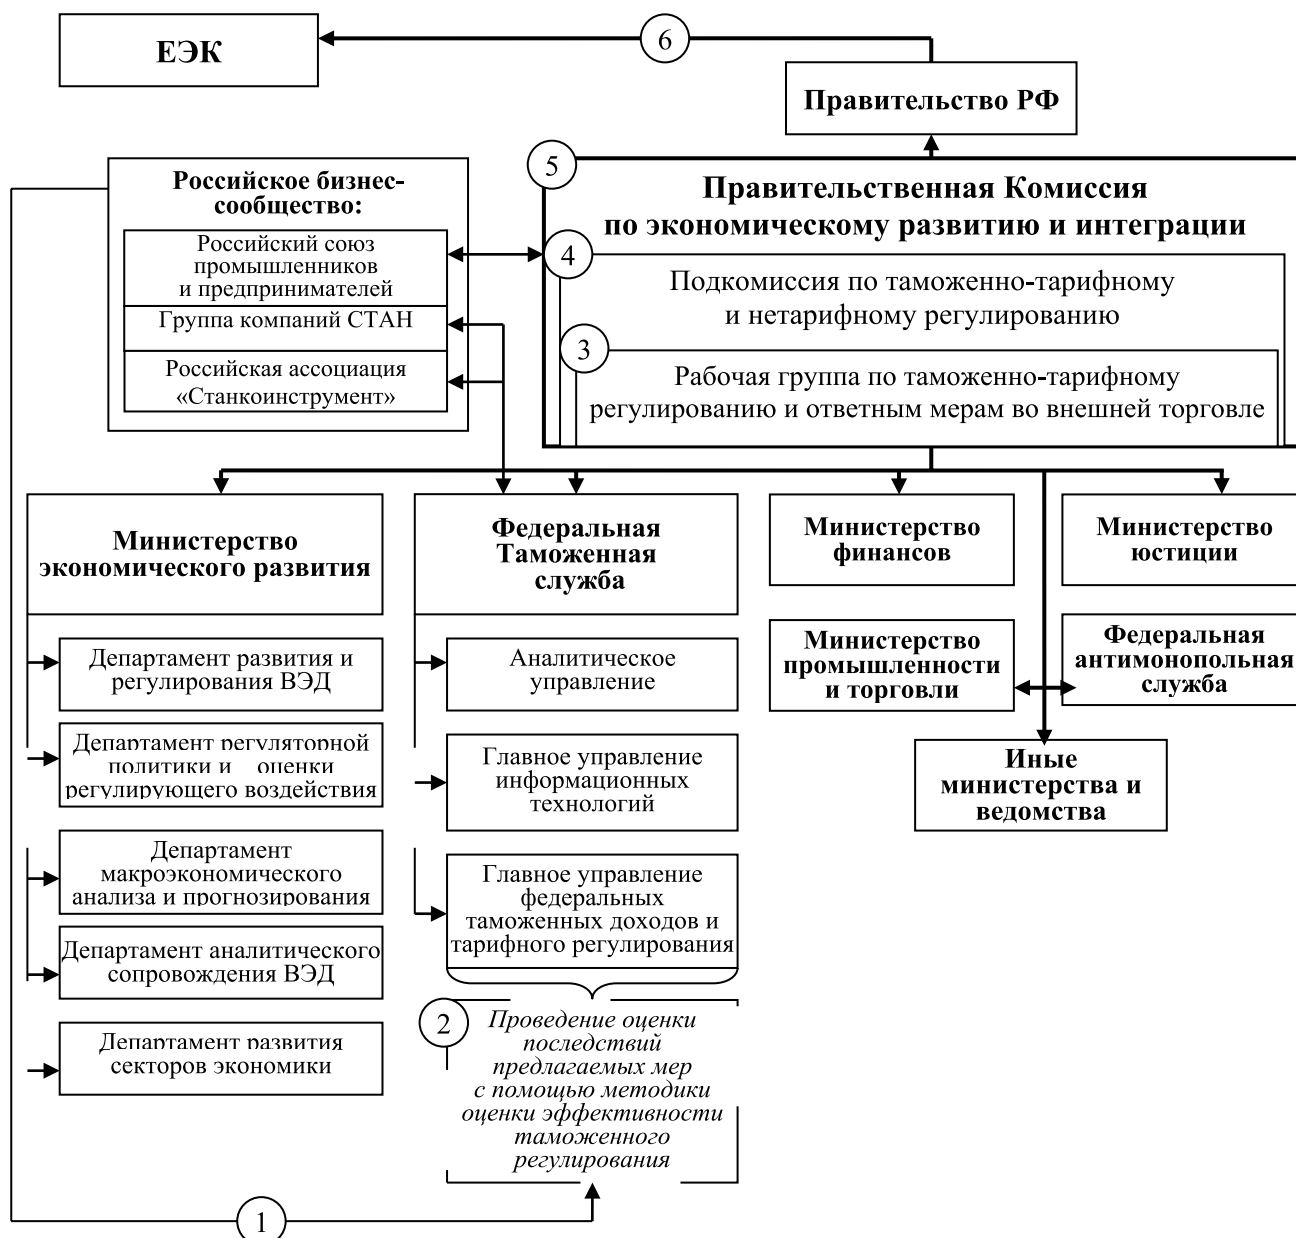 6
ЕЭК
Правительство РФ
5
Правительственная Комиссия
по экономическому развитию и интеграции
Российское бизнес-
сообщество:
Российский союз
промышленников
и предпринимателей
Группа компаний СТАН
Российская ассоциация
«Станкоинструмент»
4
Подкомиссия по таможенно-тарифному
и нетарифному регулированию
3
Рабочая группа по таможенно-тарифному
регулированию и ответным мерам во внешней торговле
Министерство
экономического развития
Федеральная
Таможенная
служба
Министерство
финансов
Министерство
юстиции
Министерство
промышленности
и торговли
Федеральная
антимонопольная
служба
Иные
министерства и
ведомства
Департамент развития и
регулирования ВЭД
Департамент регуляторной
политики и оценки
регулирующего воздействия
Департамент
макроэкономического
анализа и прогнозирования
Департамент аналитического
сопровождения ВЭД
Департамент развития
секторов экономики
Аналитическое
управление
Главное управление
информационных
технологий
Главное управление
федеральных
таможенных доходов и
тарифного регулирования
2
Проведение оценки
последствий
предлагаемых мер
с помощью методики
оценки эффективности
таможенного
регулирования
1